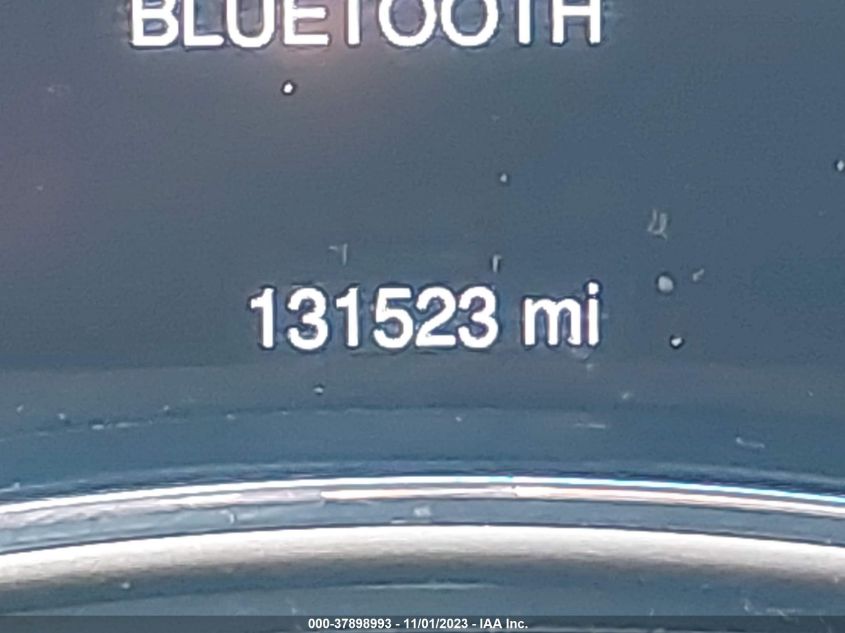 BLUETOOTH
131523 mi
000-37898993 - 11/01/2023 - IAA Inc.